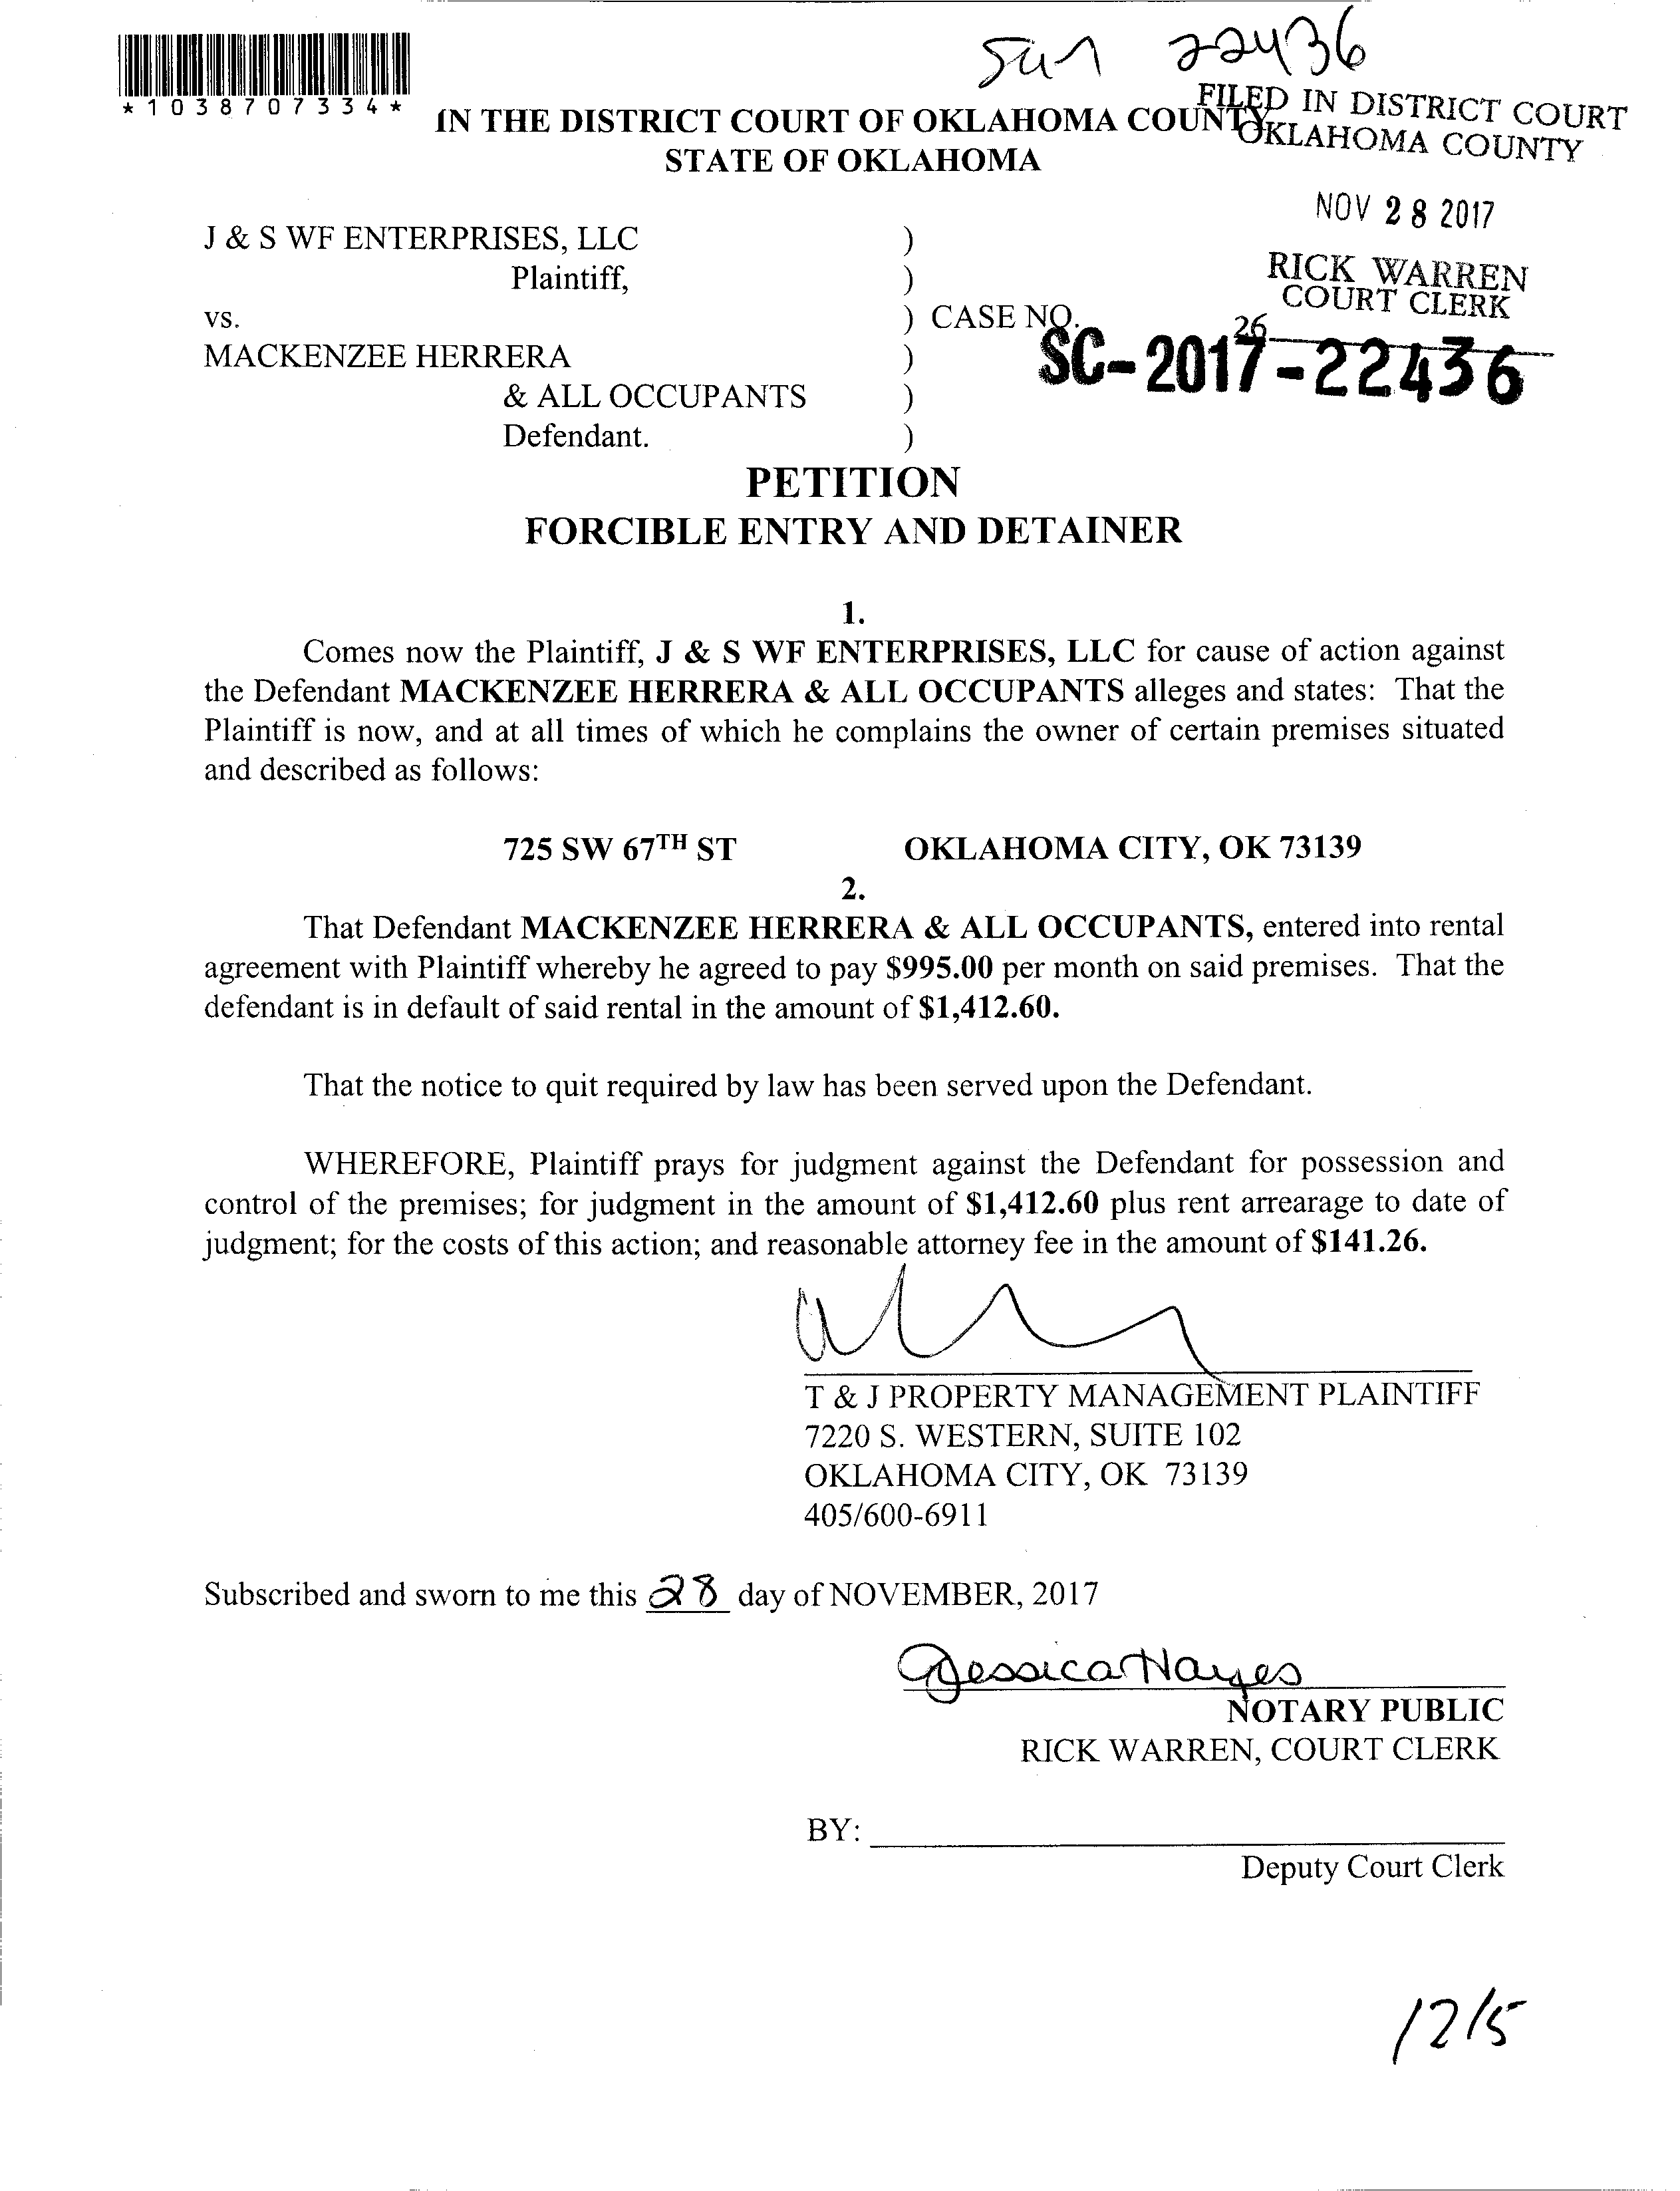 22436
*1038707334*
FILED IN DISTRICT COURT
OKLAHOMA COUNTY
IN THE DISTRICT COURT OF OKLAHOMA COUNTY
STATE OF OKLAHOMA
NOV 28 2017
RICK WARREN
COURT CLERK
26
J & S WF ENTERPRISES, LLC )
Plaintiff, )
vs. ) CASE NO.
SC-2017-22436
MACKENZEE HERRERA )
& ALL OCCUPANTS )
Defendant. )
PETITION
FORCIBLE ENTRY AND DETAINER
1.
Comes now the Plaintiff, J & S WF ENTERPRISES, LLC for cause of action against
the Defendant MACKENZEE HERRERA & ALL OCCUPANTS alleges and states: That the
Plaintiff is now, and at all times of which he complains the owner of certain premises situated
and described as follows:
725 SW 67TH ST OKLAHOMA CITY, OK 73139
2.
That Defendant MACKENZEE HERRERA & ALL OCCUPANTS, entered into rental
agreement with Plaintiff whereby he agreed to pay $995.00 per month on said premises. That the
defendant is in default of said rental in the amount of $1,412.60.
That the notice to quit required by law has been served upon the Defendant.
WHEREFORE, Plaintiff prays for judgment against the Defendant for possession and
control of the premises; for judgment in the amount of $1,412.60 plus rent arrearage to date of
judgment; for the costs of this action; and reasonable attorney fee in the amount of $141.26.
T & J PROPERTY MANAGEMENT PLAINTIFF
7220 S. WESTERN, SUITE 102
OKLAHOMA CITY, OK 73139
405/600-6911
Subscribed and sworn to me this 28 day of NOVEMBER, 2017
Jessica Hayes
NOTARY PUBLIC
RICK WARREN, COURT CLERK
BY:
Deputy Court Clerk
12/5